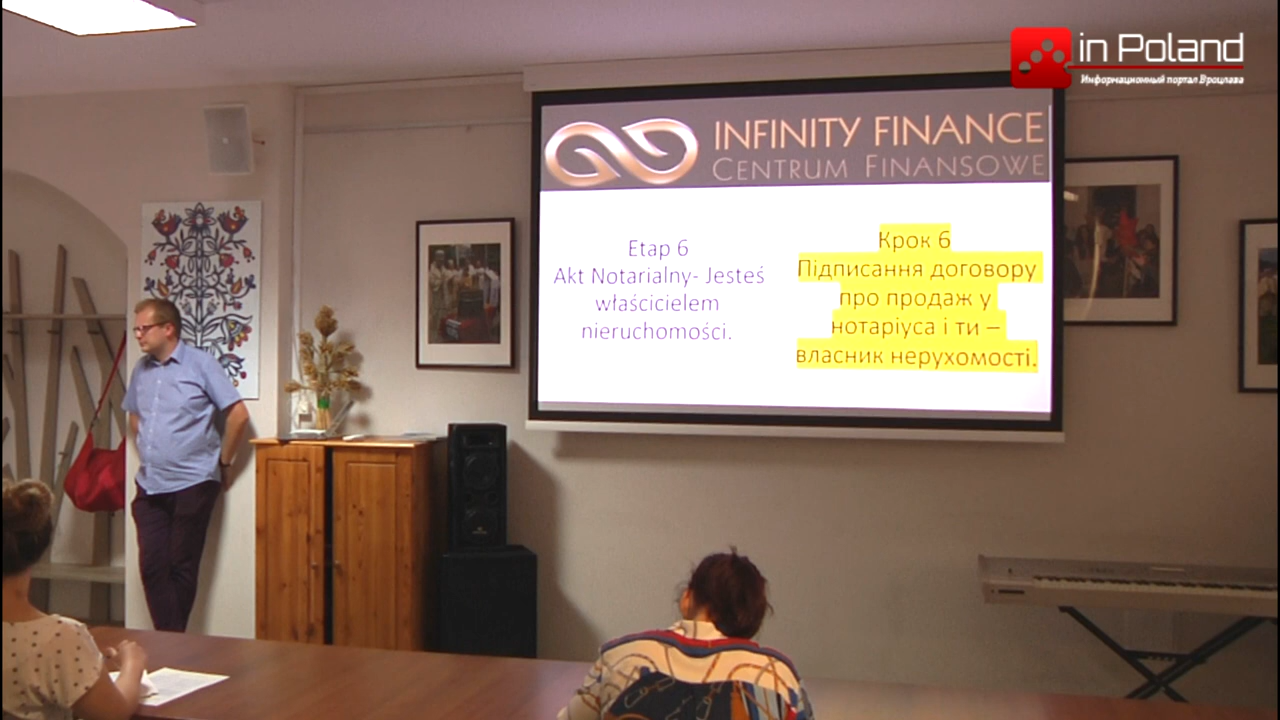 in Poland
Информационный портал Вроцлава
INFINITY FINANCE
CENTRUM FINANSOWE
Etap 6
Akt Notarialny- Jesteś
właścicielem
nieruchomości.
Крок 6
Підписання договору
про продаж у
нотаріуса і ти –
власник нерухомості.